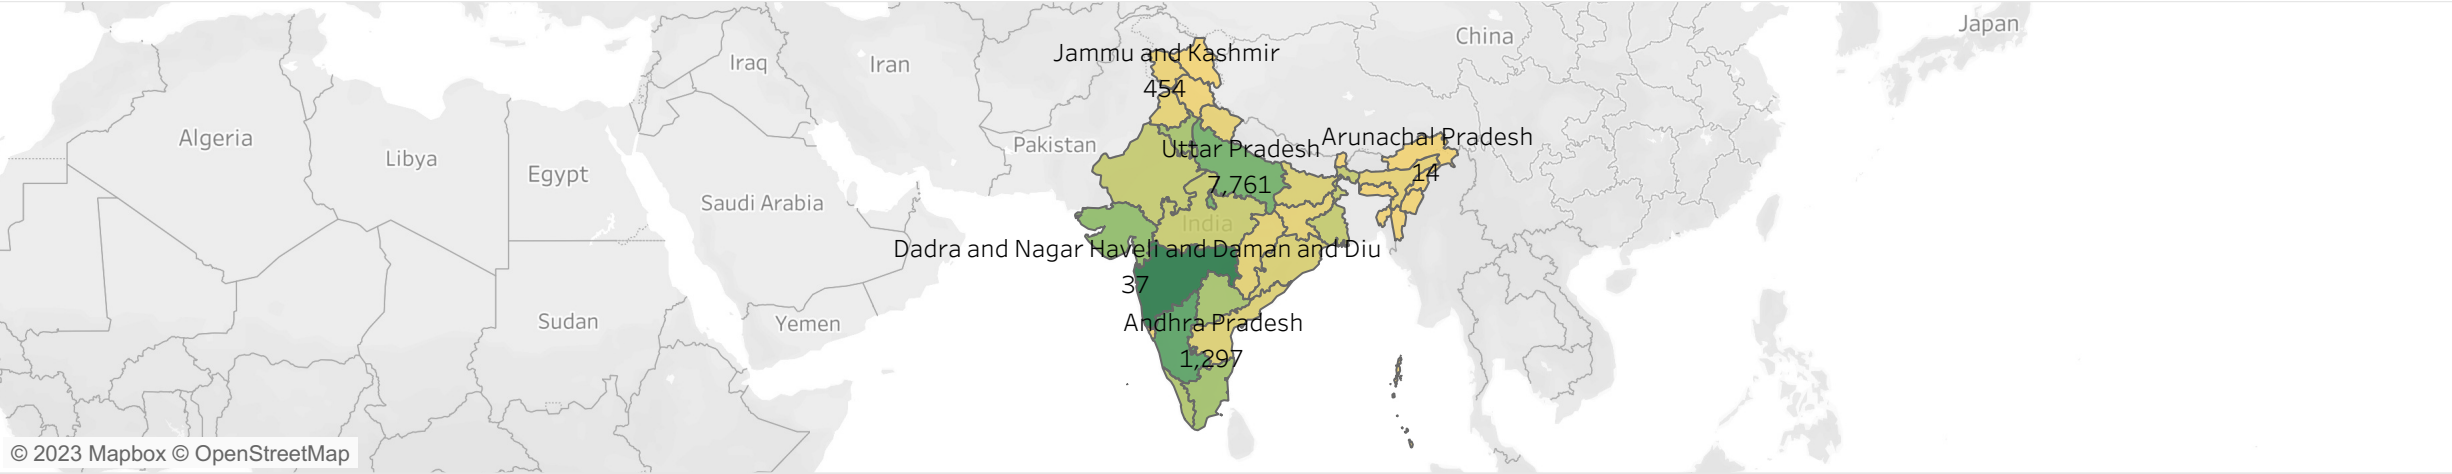 Japan
China
Jammu and Kashmir
454
Iraq
Iran
Algeria
Libya
Egypt
Pakistan
Uttar Pradesh
7,761
Arunachal Pradesh
14
Saudi Arabia
India
Dadra and Nagar Haveli and Daman and Diu
37
Sudan
Yemen
Andhra Pradesh
1,297
© 2023 Mapbox © OpenStreetMap